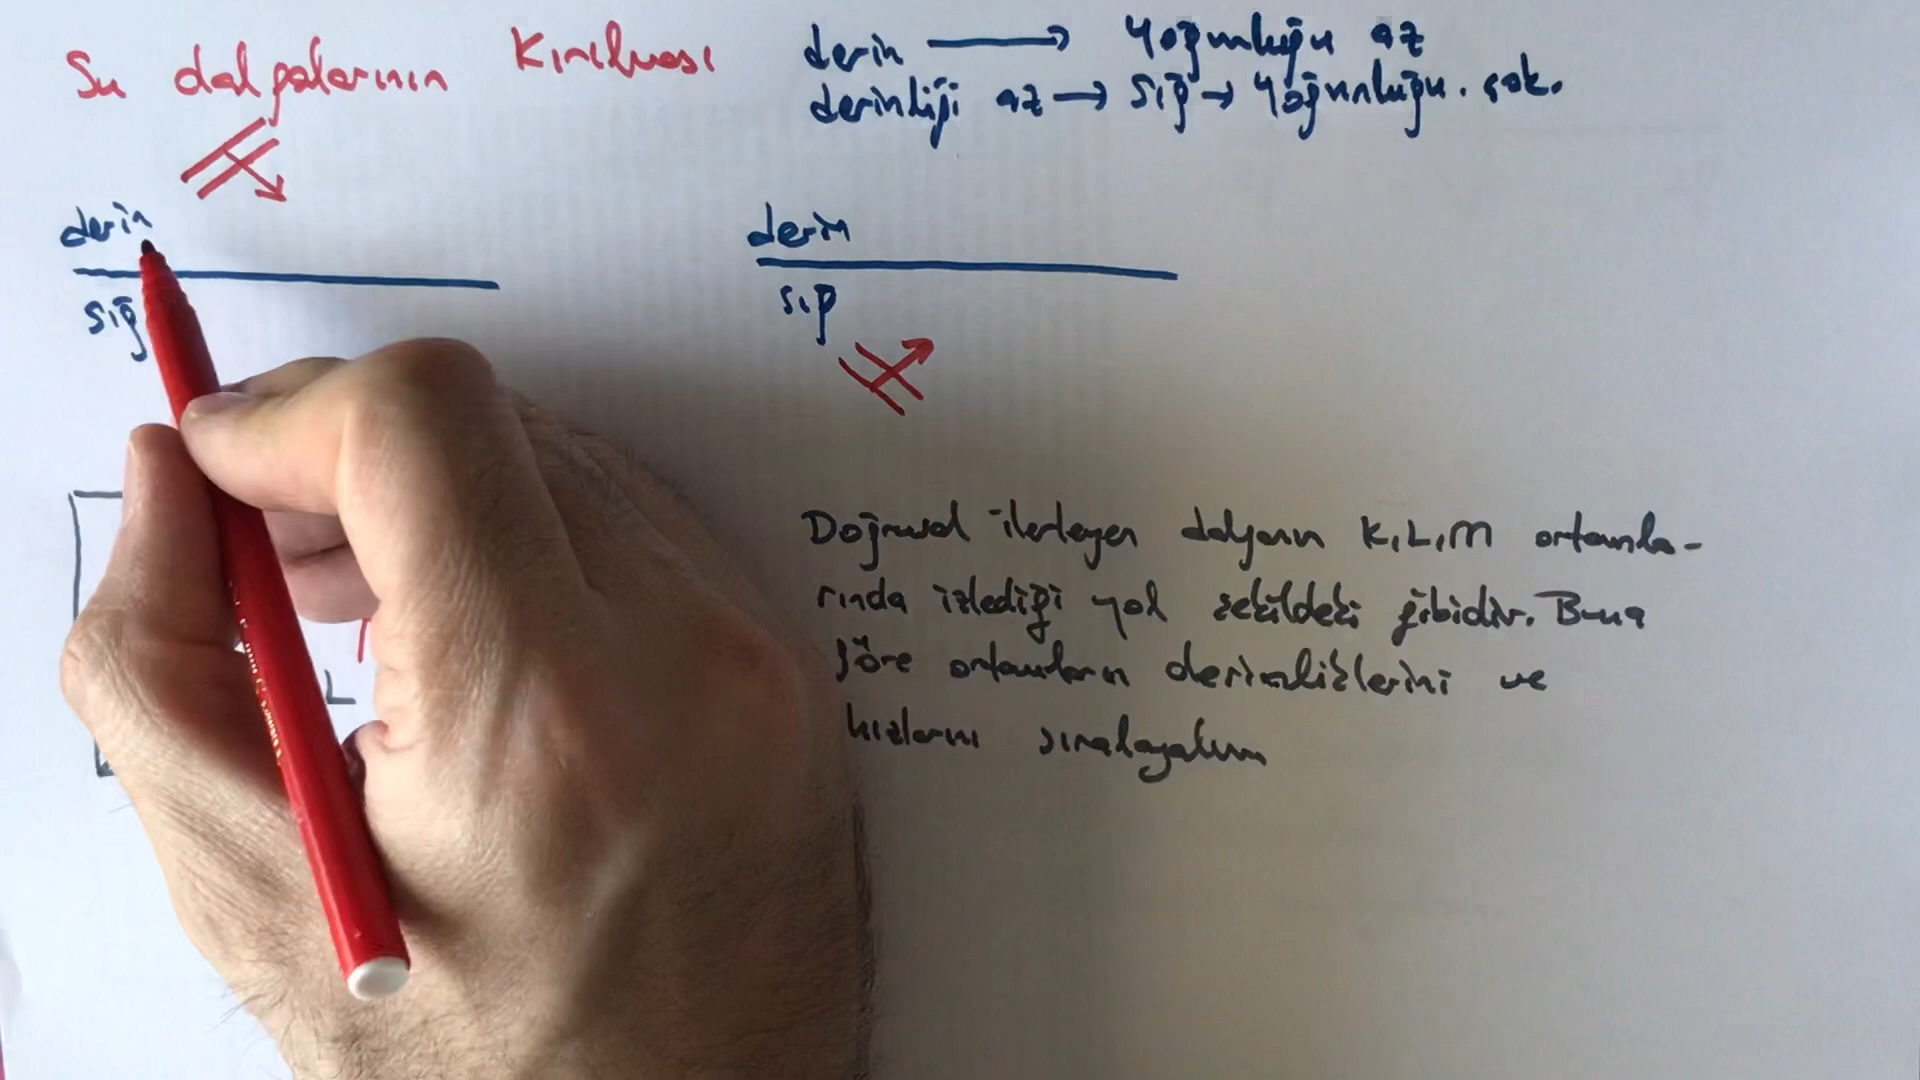 Su dalgalarının Kırılması
derin → Yoğunluğu az
derinliği az → sığ → Yoğunluğu. çok.
derin
sığ
derin
sığ
L
Doğrusal ilerleyen dalganın K, L, M ortamla-
rında izlediği yol şekildeki gibidir. Buna
göre ortamların derinliklerini ve
hızlarını sıralayalım